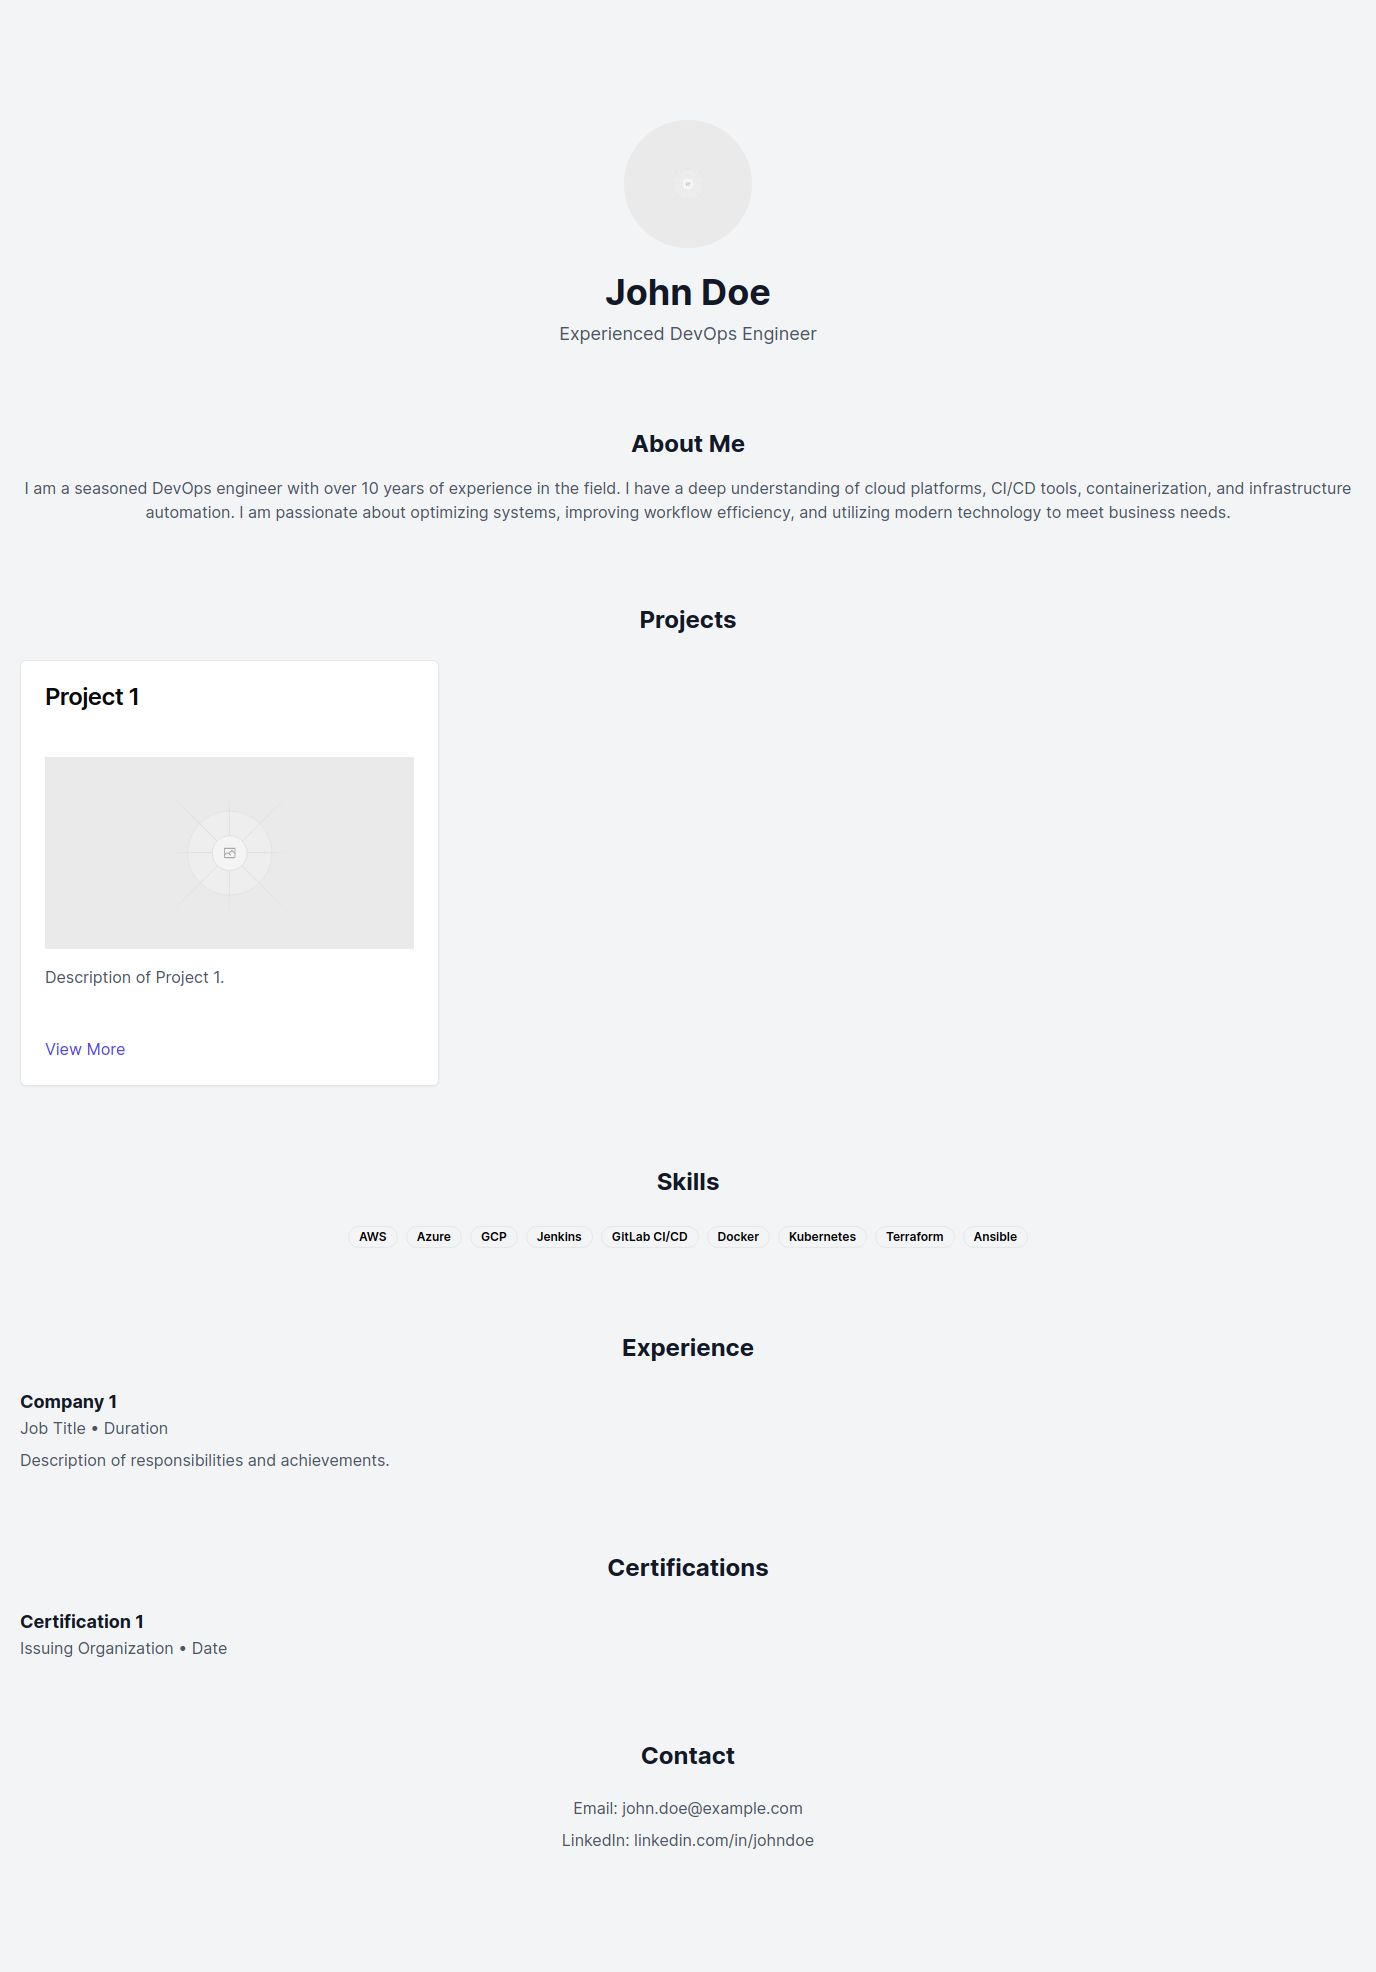 John Doe
Experienced DevOps Engineer
About Me
I am a seasoned DevOps engineer with over 10 years of experience in the field. I have a deep understanding of cloud platforms, CI/CD tools, containerization, and infrastructure
automation. I am passionate about optimizing systems, improving workflow efficiency, and utilizing modern technology to meet business needs.
Projects
Project 1
Description of Project 1.
View More
Skills
AWS Azure GCP Jenkins GitLab CI/CD Docker Kubernetes Terraform Ansible
Experience
Company 1
Job Title • Duration
Description of responsibilities and achievements.
Certifications
Certification 1
Issuing Organization • Date
Contact
Email: john.doe@example.com
LinkedIn: linkedin.com/in/johndoe